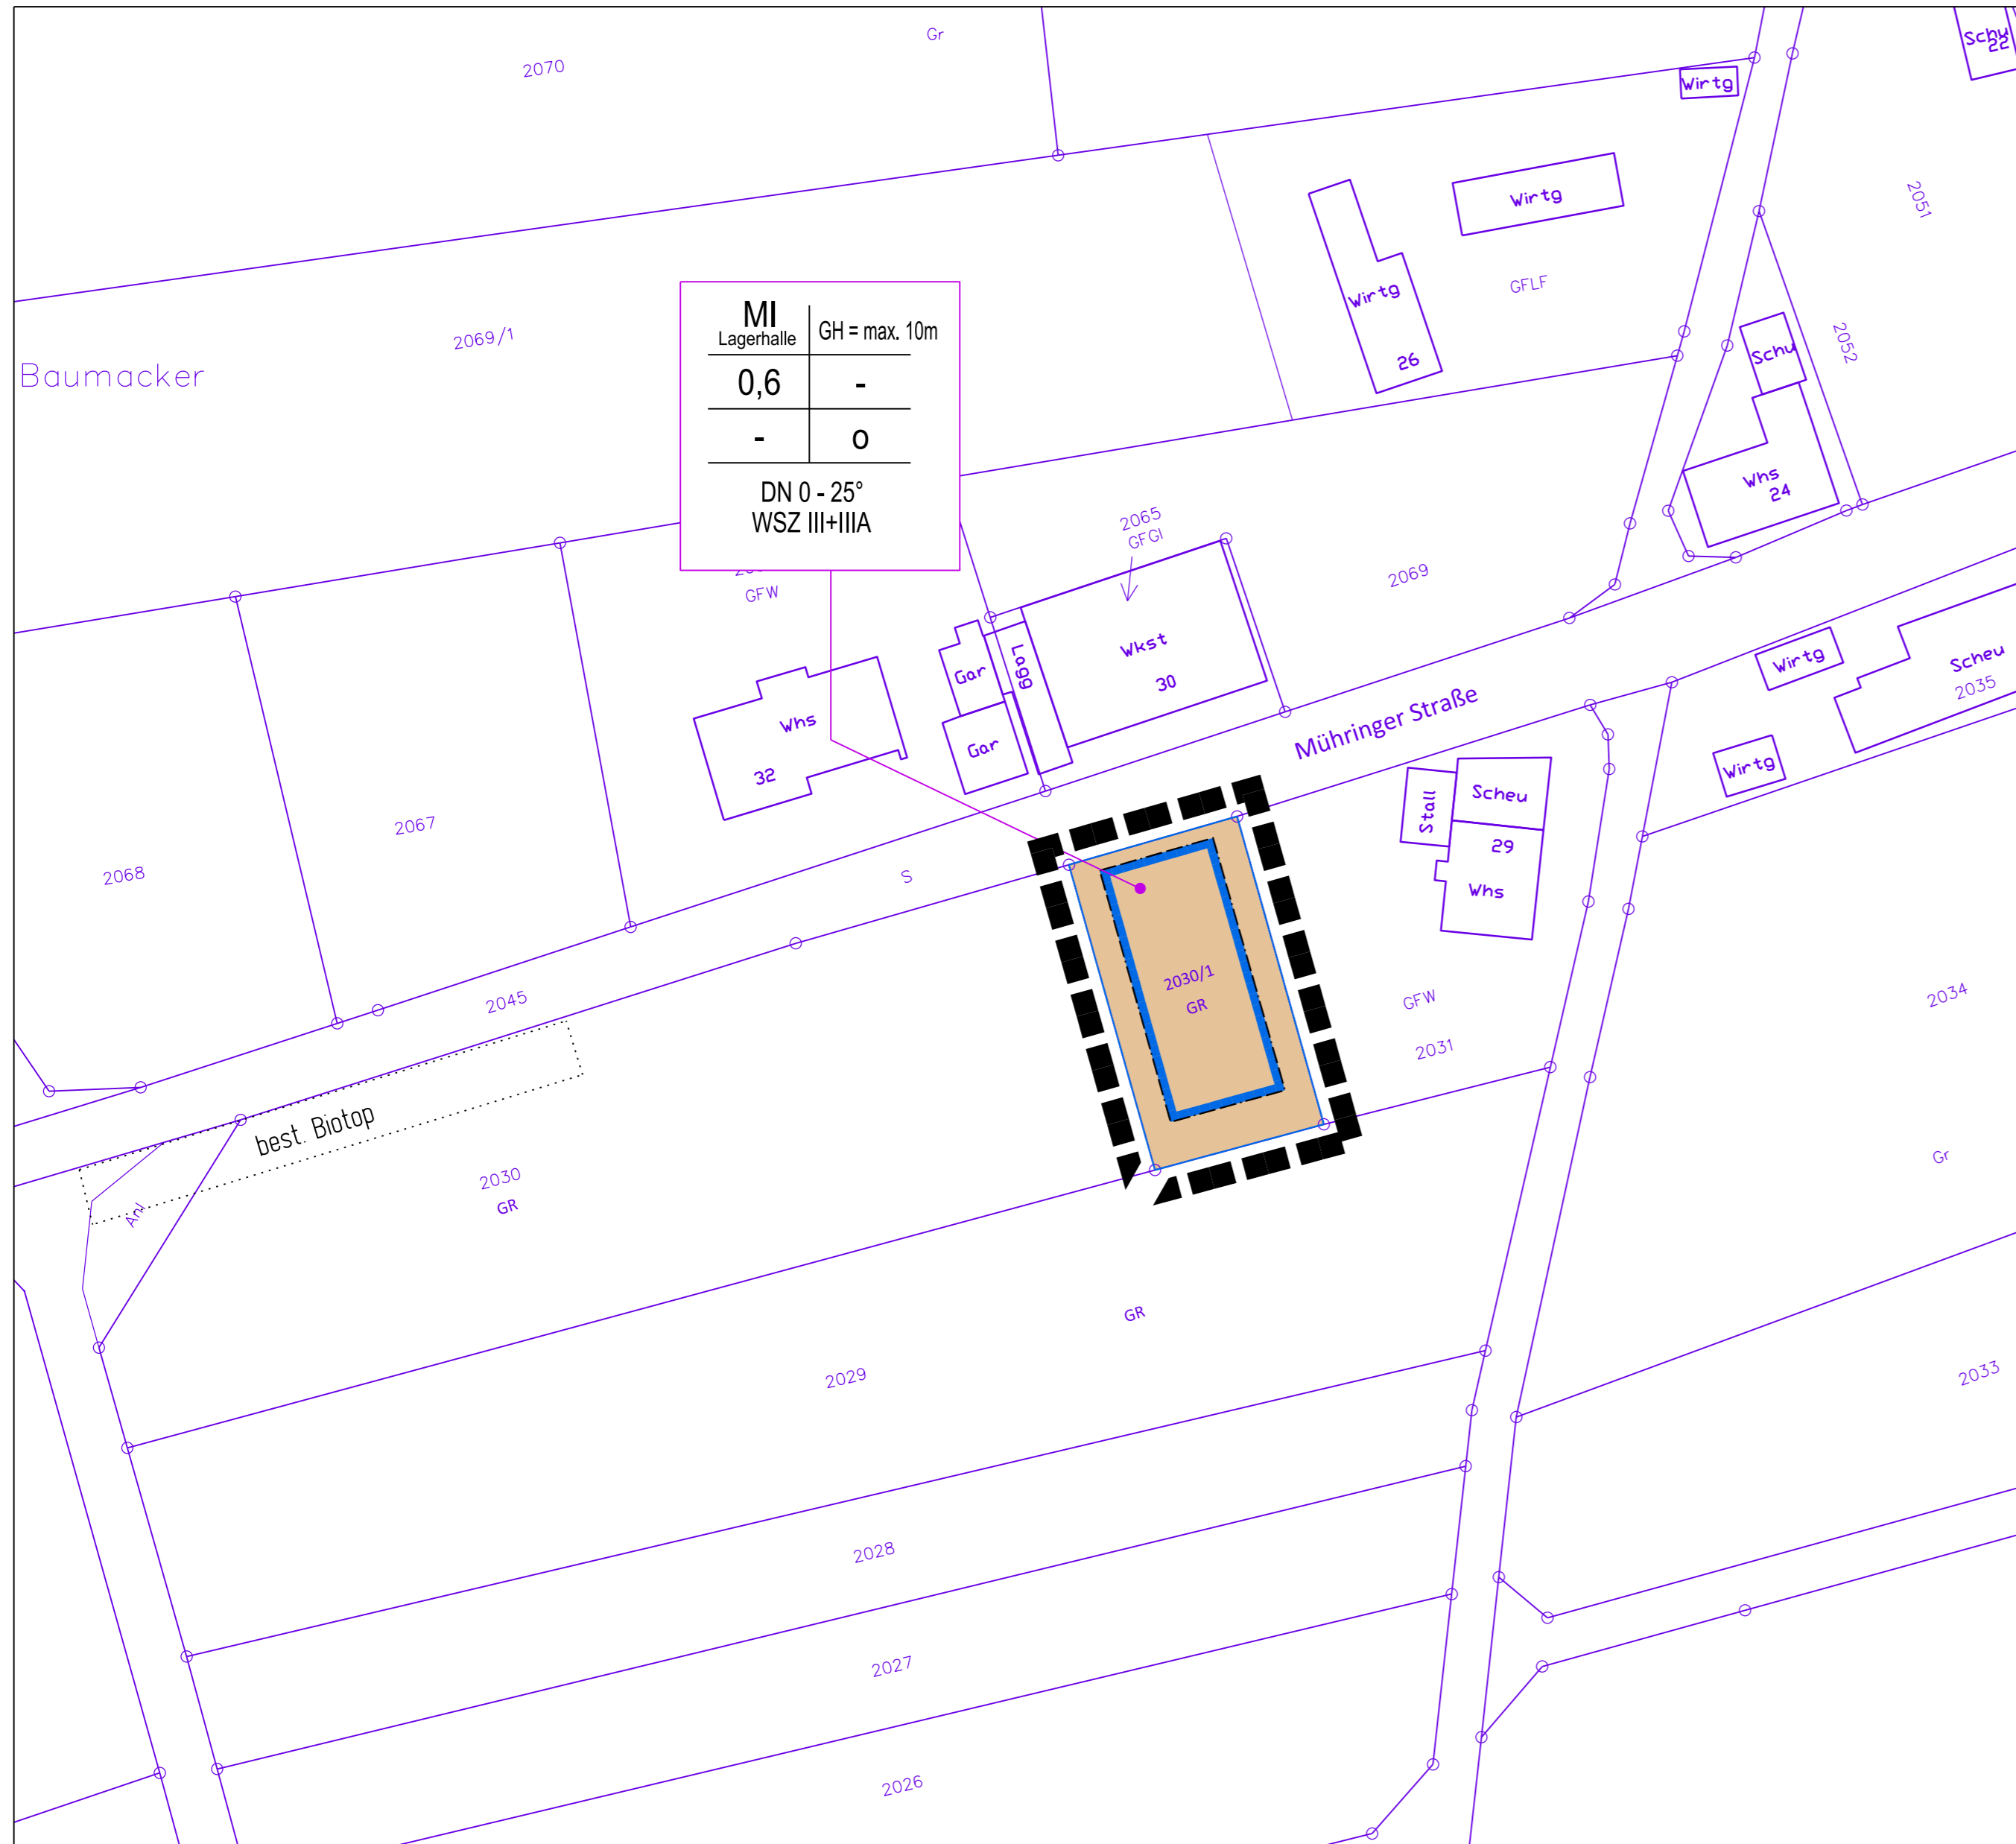 Gr
2070
Schu
22
Wirtg
Wirtg
2051
GFLF
Wirtg
26
MI
Lagerhalle
GH = max. 10m
0,6
-
-
o
DN 0 - 25°
WSZ III+IIIA
2069/1
Baumacker
2052
Schu
Whs
24
2065
GFGI
2069
GFW
Wkst
30
Lagg
Gar
Gar
Whs
32
Mühringer Straße
Wirtg
Scheu
2035
Wirtg
Stall
Scheu
29
Whs
2067
2068
S
2030/1
GR
GFW
2031
2034
2045
best. Biotop
Anl
2030
GR
Gr
GR
2029
2033
2028
2027
2026